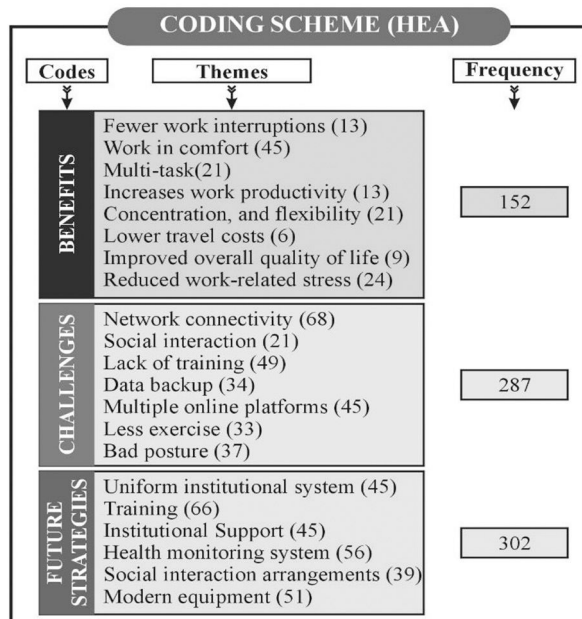 CODING SCHEME (HEA)
Codes
Themes
Frequency
BENEFITS
Fewer work interruptions (13)
Work in comfort (45)
Multi-task(21)
Increases work productivity (13)
Concentration, and flexibility (21)
Lower travel costs (6)
Improved overall quality of life (9)
Reduced work-related stress (24)
152
CHALLENGES
Network connectivity (68)
Social interaction (21)
Lack of training (49)
Data backup (34)
Multiple online platforms (45)
Less exercise (33)
Bad posture (37)
287
FUTURE
STRATEGIES
Uniform institutional system (45)
Training (66)
Institutional Support (45)
Health monitoring system (56)
Social interaction arrangements (39)
Modern equipment (51)
302